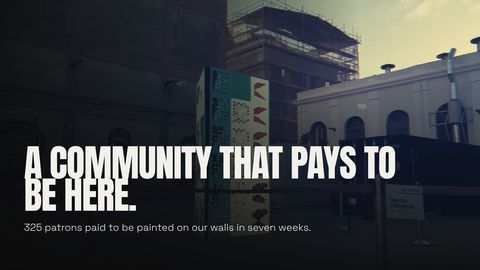 A COMMUNITY THAT PAYS TO
BE HERE.
325 patrons paid to be painted on our walls in seven weeks.